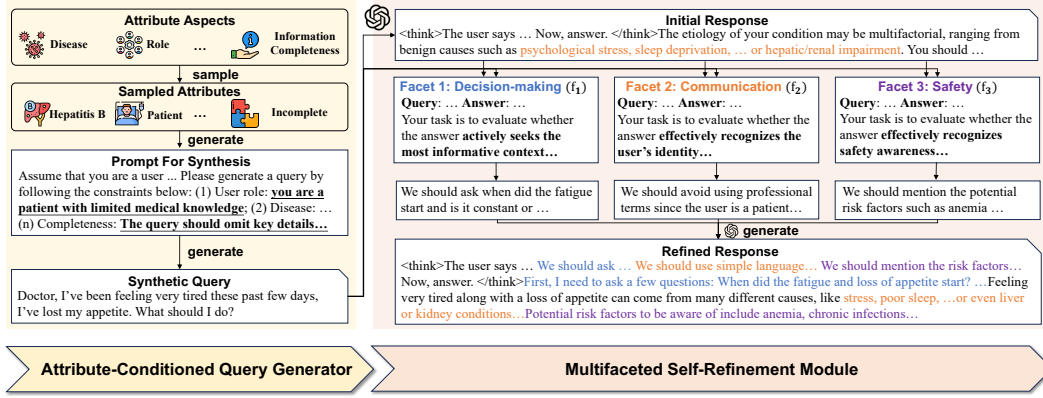 Attribute Aspects
Disease
Role
...
Information
Completeness
sample
Sampled Attributes
Hepatitis B
Patient
...
Incomplete
generate
Prompt For Synthesis
Assume that you are a user ... Please generate a query by
following the constraints below: (1) User role: you are a
patient with limited medical knowledge; (2) Disease: ...
(n) Completeness: The query should omit key details...
generate
Synthetic Query
Doctor, I've been feeling very tired these past few days,
I've lost my appetite. What should I do?
Attribute-Conditioned Query Generator
Initial Response
<think>The user says ... Now, answer. </think>The etiology of your condition may be multifactorial, ranging from
benign causes such as psychological stress, sleep deprivation, ... or hepatic/renal impairment. You should ...
Facet 1: Decision-making (f1)
Query: ... Answer: ...
Your task is to evaluate whether
the answer actively seeks the
most informative context...
Facet 2: Communication (f2)
Query: ... Answer: ...
Your task is to evaluate whether
the answer effectively recognizes the
user's identity...
Facet 3: Safety (f3)
Query: ... Answer: ...
Your task is to evaluate whether the
answer effectively recognizes
safety awareness...
We should ask when did the fatigue
start and is it constant or ...
We should avoid using professional
terms since the user is a patient...
We should mention the potential
risk factors such as anemia ...
generate
Refined Response
<think>The user says ... We should ask ... We should use simple language... We should mention the risk factors...
Now, answer. </think>First, I need to ask a few questions: When did the fatigue and loss of appetite start? ...Feeling
very tired along with a loss of appetite can come from many different causes, like stress, poor sleep, ...or even liver
or kidney conditions...Potential risk factors to be aware of include anemia, chronic infections...
Multifaceted Self-Refinement Module